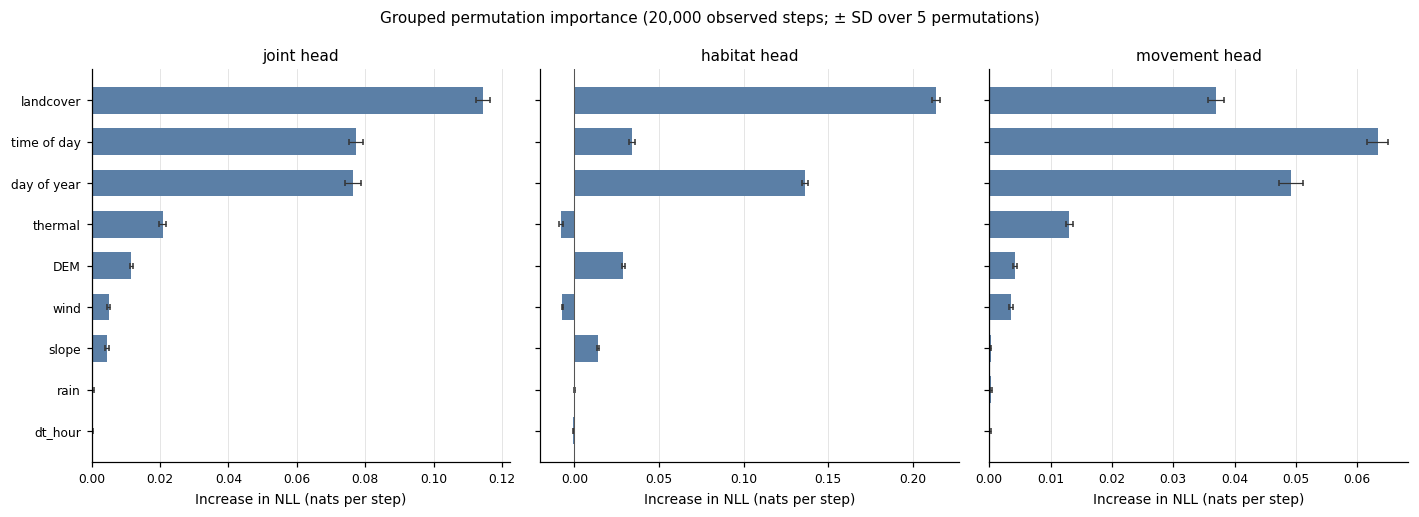 Grouped permutation importance (20,000 observed steps; ± SD over 5 permutations)
joint head
habitat head
movement head
landcover
time of day
day of year
thermal
DEM
wind
slope
rain
dt_hour
0.00 0.02 0.04 0.06 0.08 0.10 0.12
0.00 0.05 0.10 0.15 0.20
0.00 0.01 0.02 0.03 0.04 0.05 0.06
Increase in NLL (nats per step)
Increase in NLL (nats per step)
Increase in NLL (nats per step)